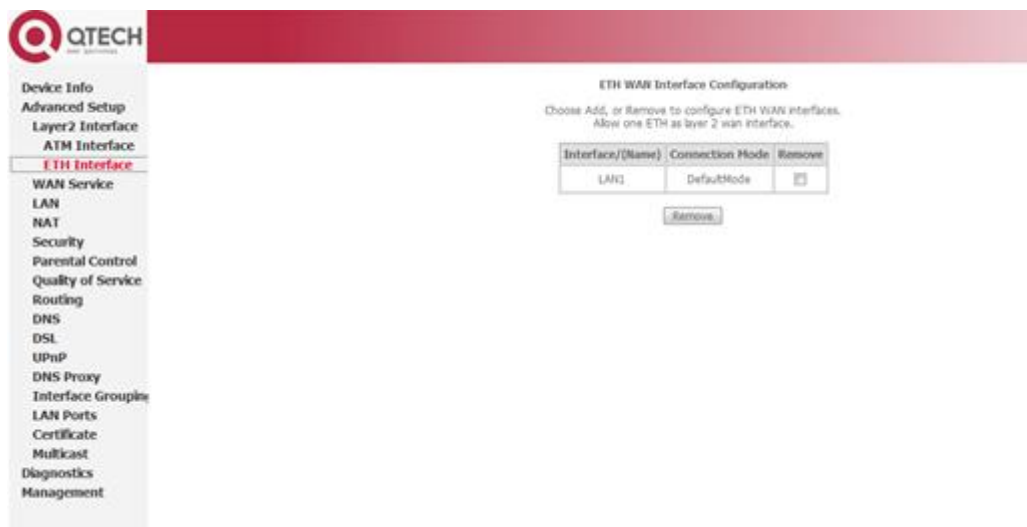 QTECH
Device Info
Advanced Setup
Layer2 Interface
ATM Interface
ETH Interface
WAN Service
LAN
NAT
Security
Parental Control
Quality of Service
Routing
DNS
DSL
UPnP
DNS Proxy
Interface Grouping
LAN Ports
Certificate
Multicast
Diagnostics
Management
ETH WAN Interface Configuration
Choose Add, or Remove to configure ETH WAN interfaces.
Allow one ETH as layer 2 wan interface.
Interface/(Name) Connection Mode Remove
LAN1 DefaultMode
Remove